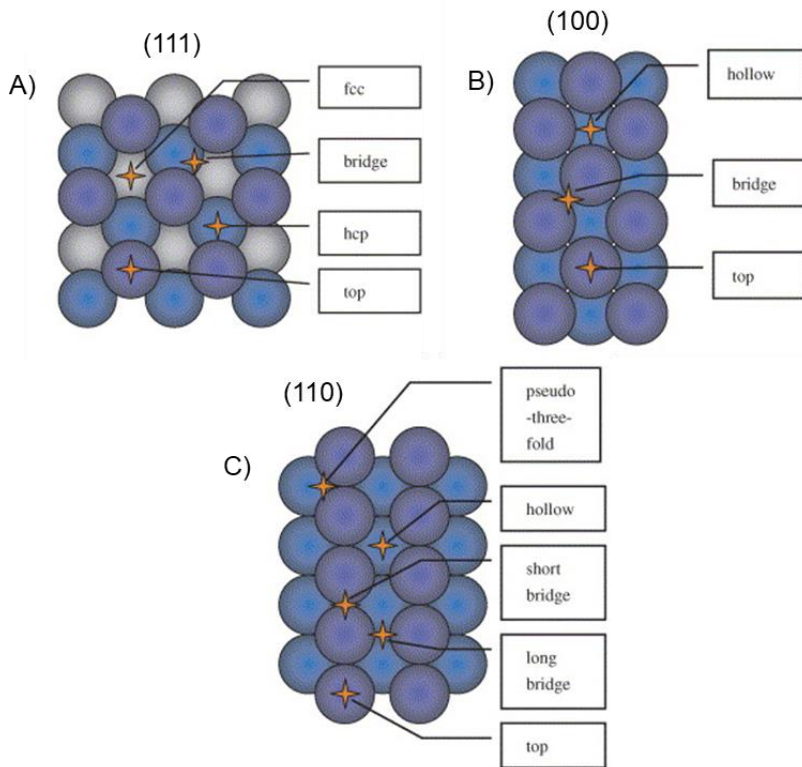 (111)
A)
fcc
bridge
hcp
top
(100)
B)
hollow
bridge
top
(110)
C)
pseudo
-three-
fold
hollow
short
bridge
long
bridge
top